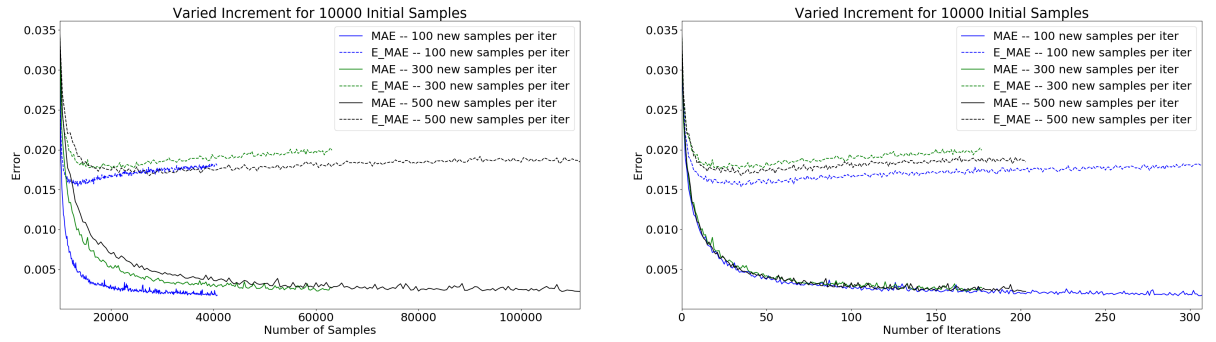 Varied Increment for 10000 Initial Samples
0.035
0.030
0.025
0.020
0.015
0.010
0.005
Error
MAE -- 100 new samples per iter
E_MAE -- 100 new samples per iter
MAE -- 300 new samples per iter
E_MAE -- 300 new samples per iter
MAE -- 500 new samples per iter
E_MAE -- 500 new samples per iter
20000 40000 60000 80000 100000
Number of Samples
Varied Increment for 10000 Initial Samples
0.035
0.030
0.025
0.020
0.015
0.010
0.005
Error
MAE -- 100 new samples per iter
E_MAE -- 100 new samples per iter
MAE -- 300 new samples per iter
E_MAE -- 300 new samples per iter
MAE -- 500 new samples per iter
E_MAE -- 500 new samples per iter
0 50 100 150 200 250 300
Number of Iterations